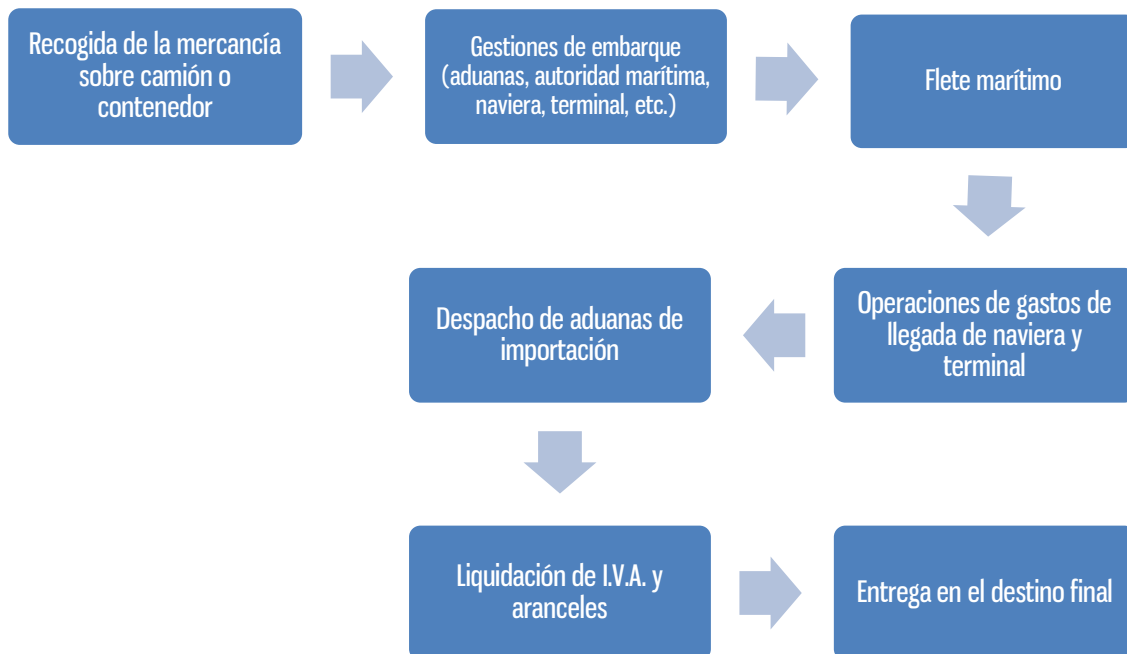 Recogida de la mercancía
sobre camión o
contenedor
Gestiones de embarque
(aduanas, autoridad marítima,
naviera, terminal, etc.)
Flete marítimo
Operaciones de gastos de
llegada de naviera y
terminal
Despacho de aduanas de
importación
Liquidación de I.V.A. y
aranceles
Entrega en el destino final